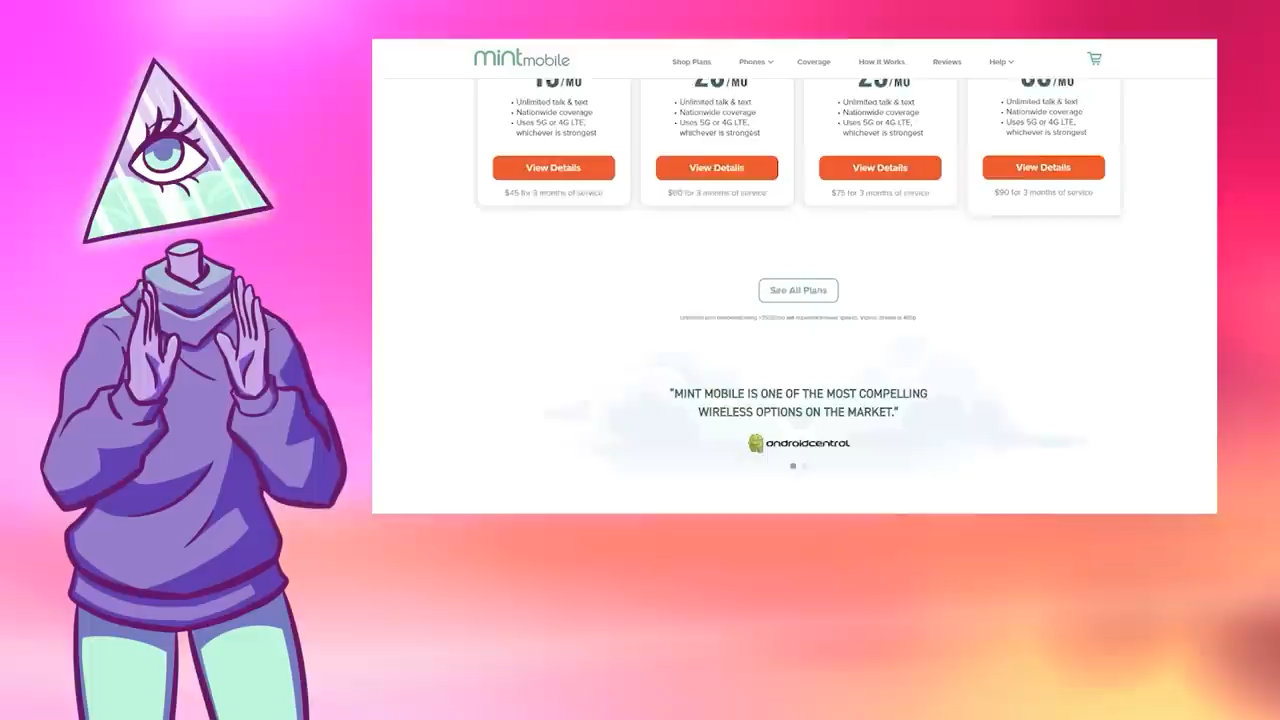 mintmobile
Shop Plans Phones Coverage How It Works Reviews Help
15/MO 20/MO 25/MO /MO
• Unlimited talk & text • Unlimited talk & text • Unlimited talk & text • Unlimited talk & text
• Nationwide coverage • Nationwide coverage • Nationwide coverage • Nationwide coverage
• Uses 5G or 4G LTE, • Uses 5G or 4G LTE, • Uses 5G or 4G LTE, • Uses 5G or 4G LTE,
whichever is strongest whichever is strongest whichever is strongest whichever is strongest
View Details View Details View Details View Details
$45 for 3 months of service $60 for 3 months of service $75 for 3 months of service $90 for 3 months of service
See All Plans
"MINT MOBILE IS ONE OF THE MOST COMPELLING
WIRELESS OPTIONS ON THE MARKET."
androidcentral